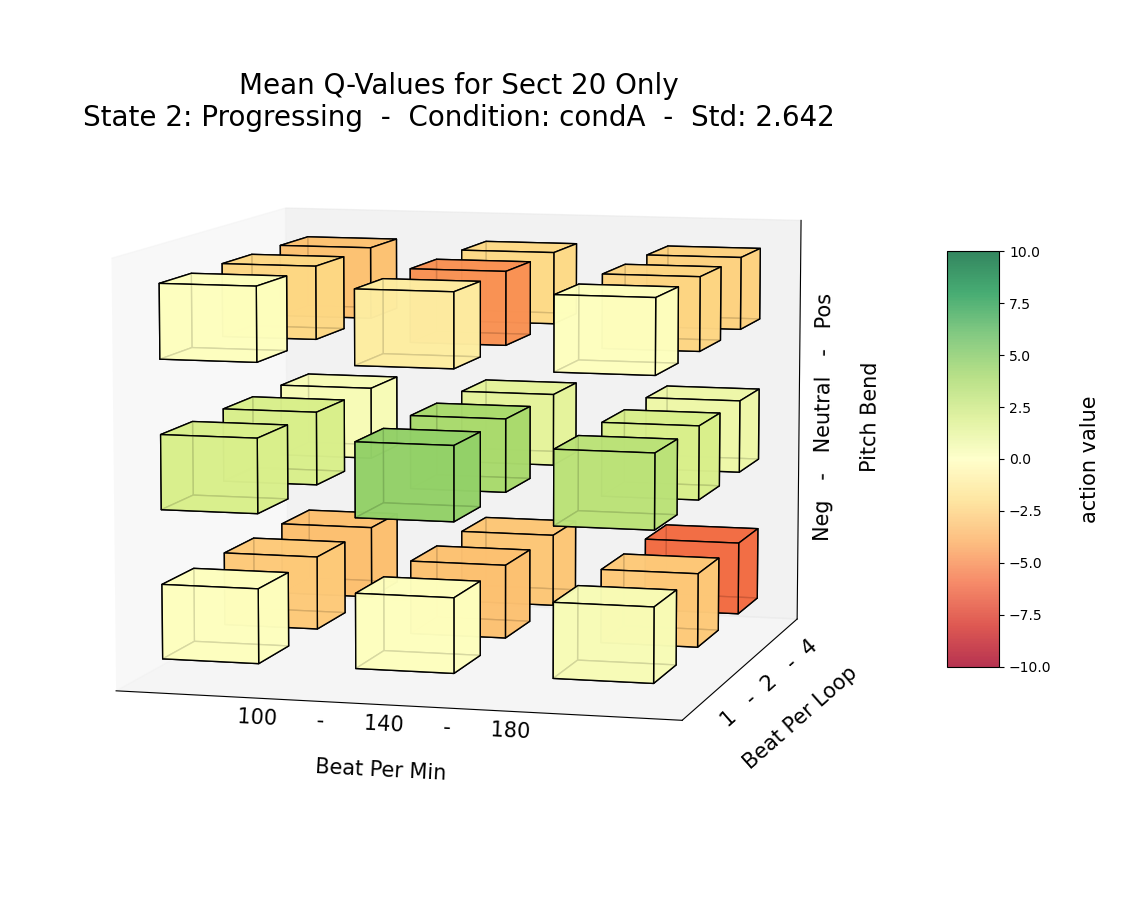 Mean Q-Values for Sect 20 Only
State 2: Progressing - Condition: condA - Std: 2.642
Neg - Neutral - Pos
Pitch Bend
100 - 140 - 180
Beat Per Min
1 - 2 - 4
Beat Per Loop
10.0
7.5
5.0
2.5
0.0
−2.5
−5.0
−7.5
−10.0
action value